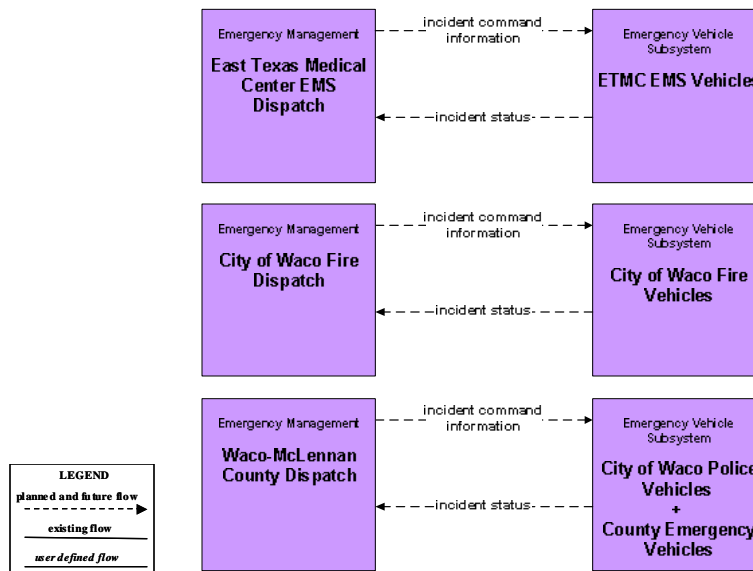 Emergency Management
East Texas Medical
Center EMS
Dispatch
incident command
information
incident status
Emergency Vehicle
Subsystem
ETMC EMS Vehicles
Emergency Management
City of Waco Fire
Dispatch
incident command
information
incident status
Emergency Vehicle
Subsystem
City of Waco Fire
Vehicles
Emergency Management
Waco-McLennan
County Dispatch
incident command
information
incident status
Emergency Vehicle
Subsystem
City of Waco Police
Vehicles
+
County Emergency
Vehicles
LEGEND
planned and future flow
existing flow
user defined flow